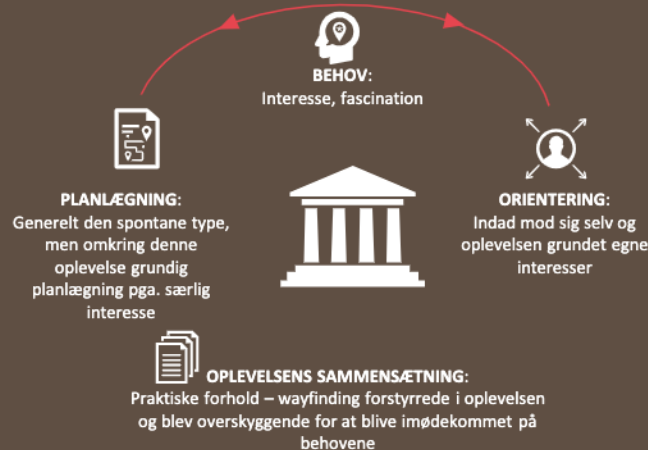 BEHOV:
Interesse, fascination
PLANLÆGNING:
Generelt den spontane type,
men omkring denne
oplevelse grundig
planlægning pga. særlig
interesse
ORIENTERING:
Indad mod sig selv og
oplevelsen grundet egne
interesser
OPLEVELSENS SAMMENSÆTNING:
Praktiske forhold – wayfinding forstyrrede i oplevelsen
og blev overskyggende for at blive imødekommet på
behovene